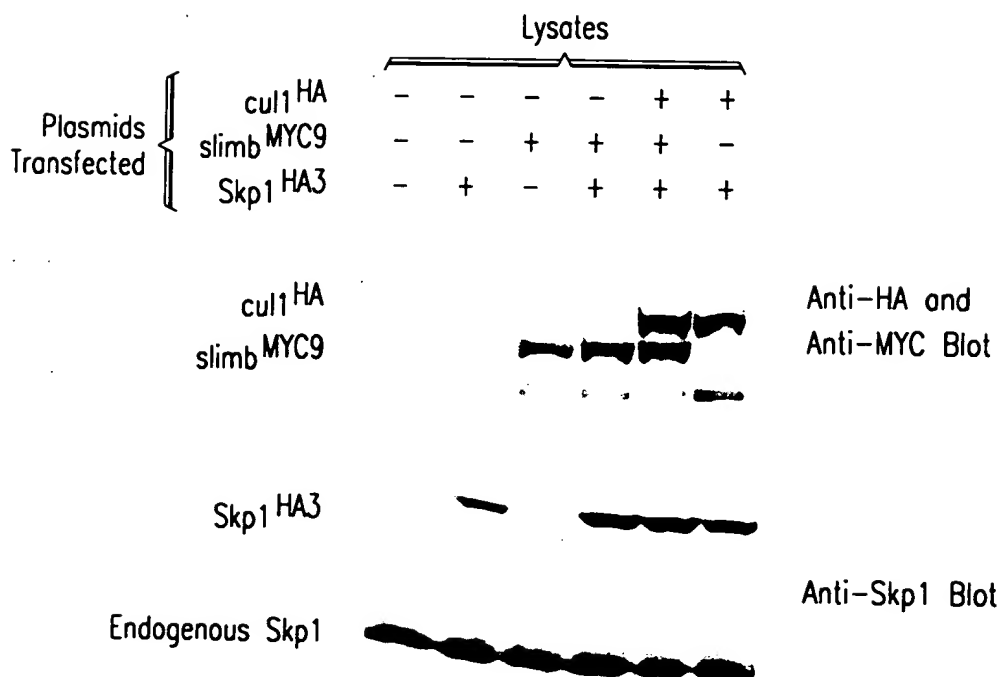 Lysates
Plasmids Transfected
cul1 HA - - - - + +
slimb MYC9 - - + + + -
Skp1 HA3 - + - + + +
cul1 HA
slimb MYC9
Anti-HA and
Anti-MYC Blot
Skp1 HA3
Anti-Skp1 Blot
Endogenous Skp1